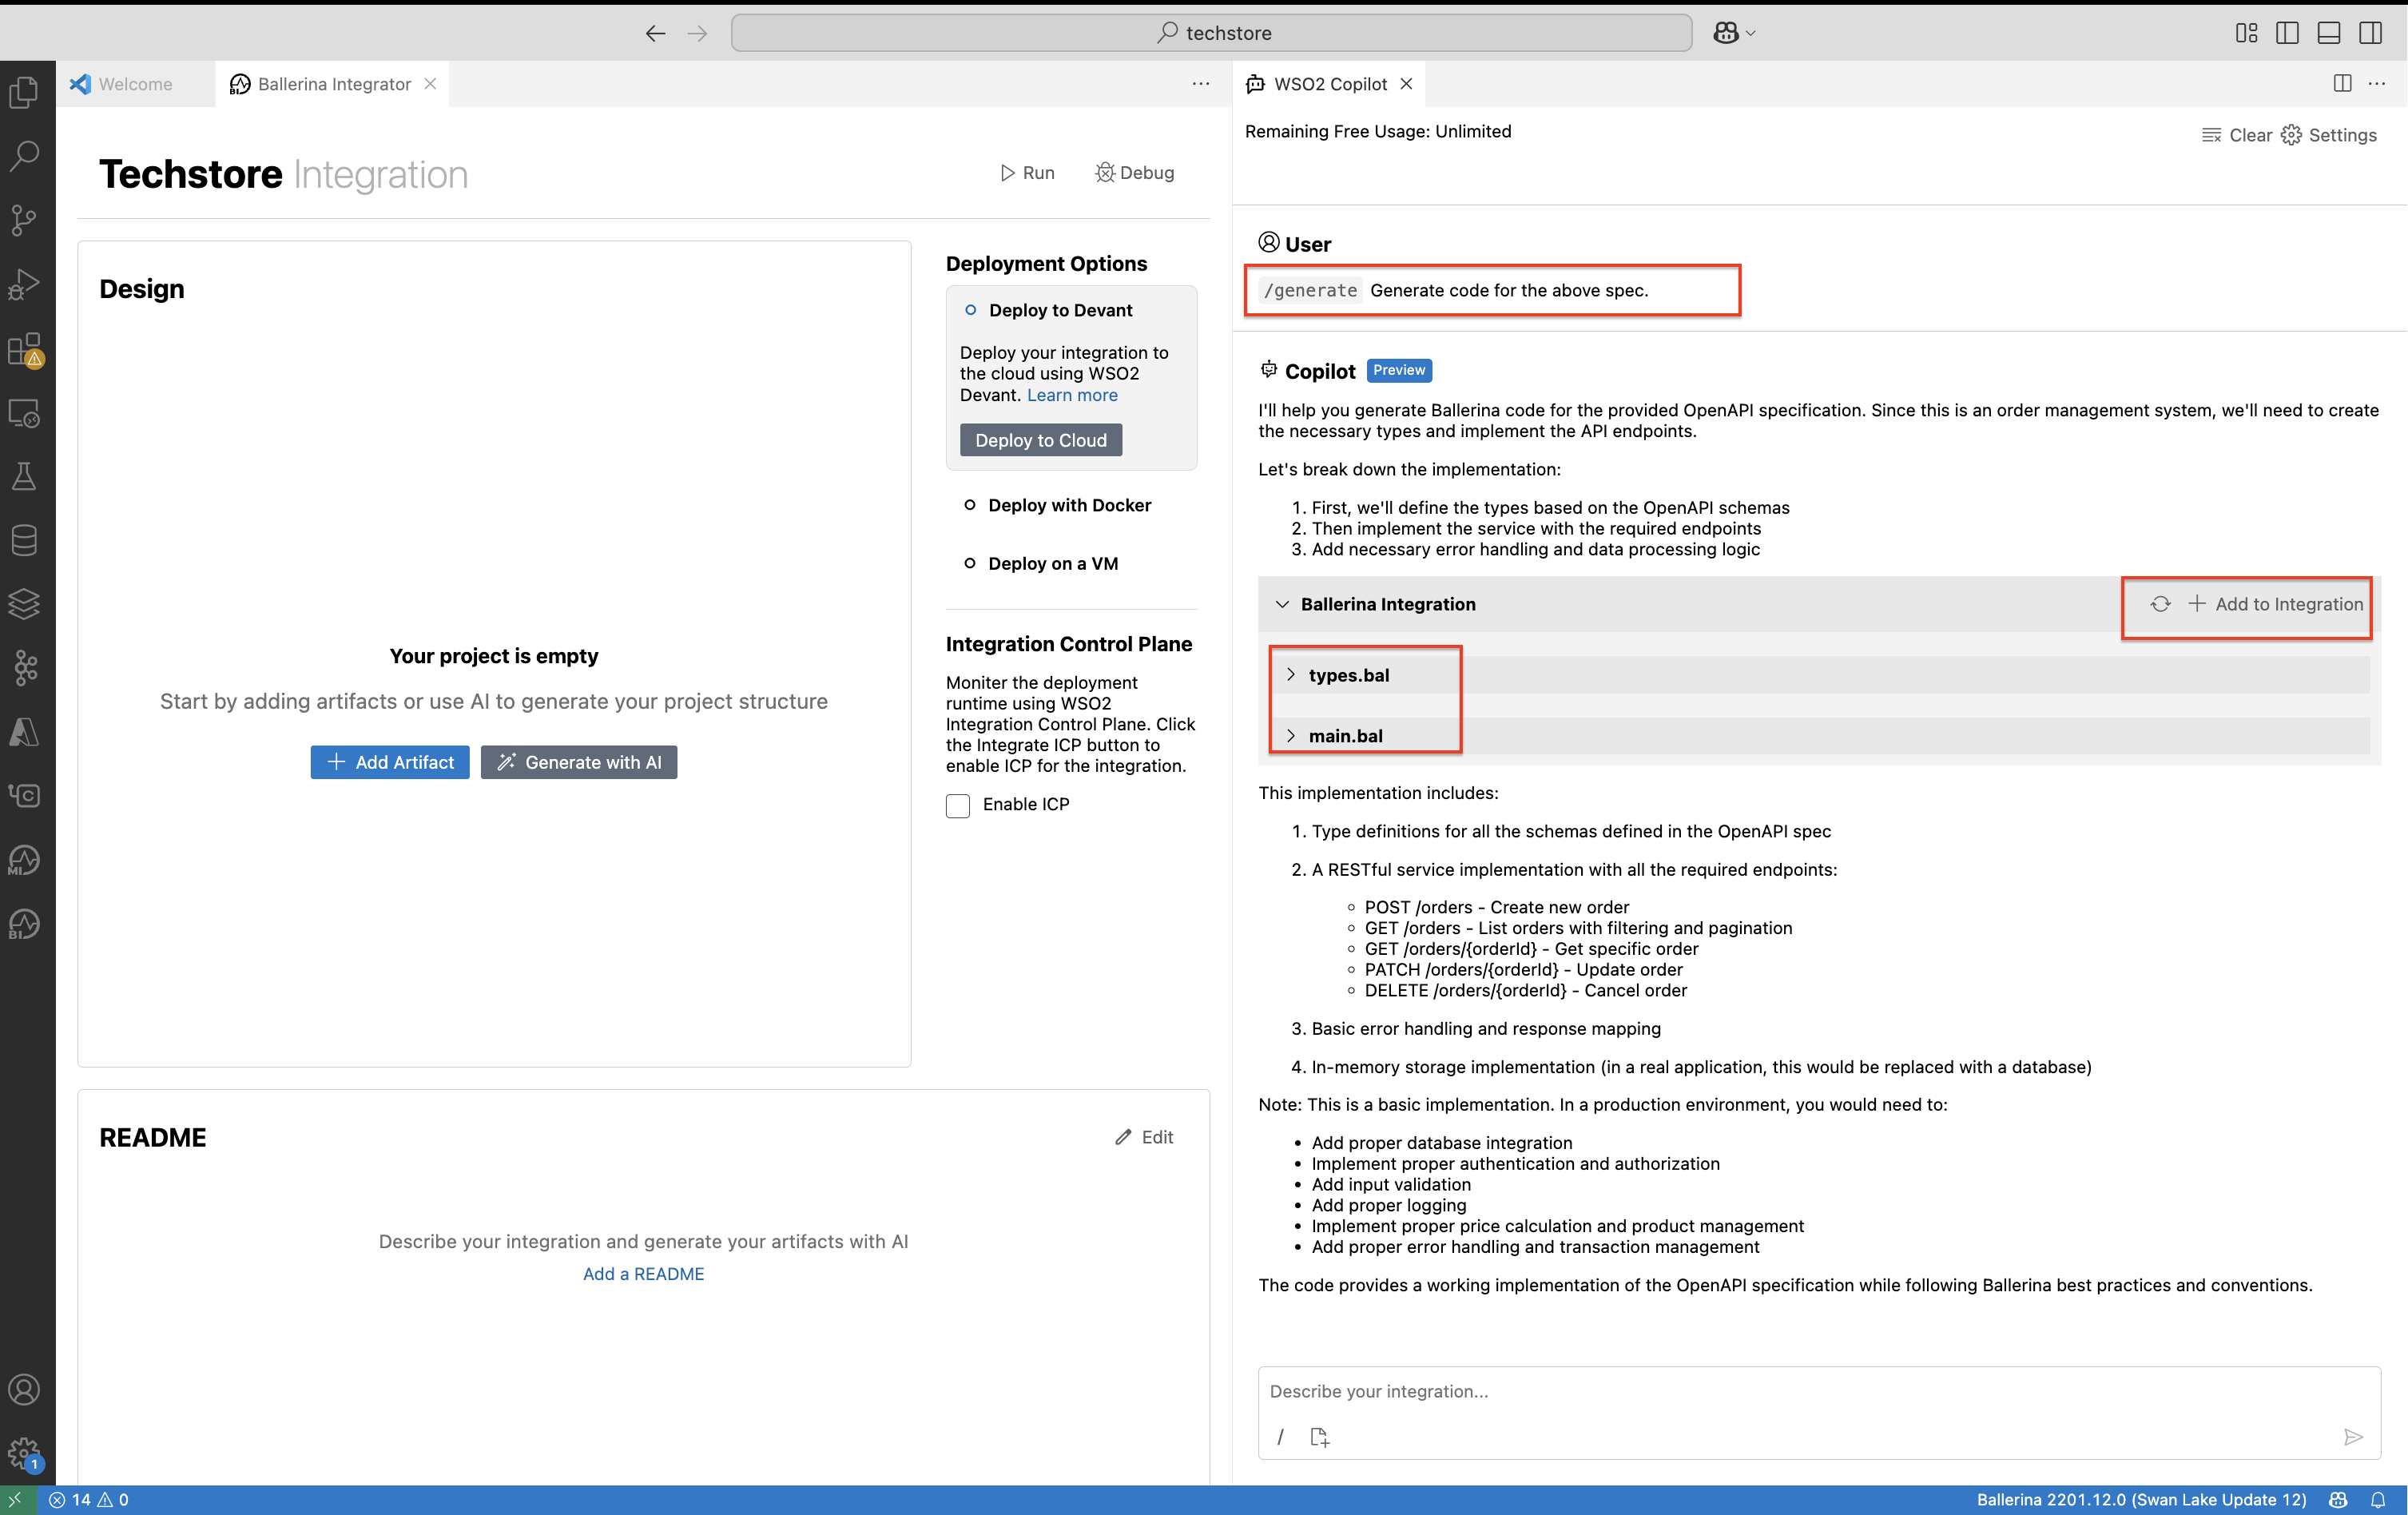 techstore
Welcome
Ballerina Integrator
WSO2 Copilot
Techstore Integration
Run
Debug
Design
Your project is empty
Start by adding artifacts or use AI to generate your project structure
Add Artifact
Generate with AI
Deployment Options
Deploy to Devant
Deploy your integration to
the cloud using WSO2
Devant. Learn more
Deploy to Cloud
Deploy with Docker
Deploy on a VM
Integration Control Plane
Moniter the deployment
runtime using WSO2
Integration Control Plane. Click
the Integrate ICP button to
enable ICP for the integration.
Enable ICP
README
Edit
Describe your integration and generate your artifacts with AI
Add a README
Remaining Free Usage: Unlimited
Clear
Settings
User
/generate Generate code for the above spec.
Copilot Preview
I'll help you generate Ballerina code for the provided OpenAPI specification. Since this is an order management system, we'll need to create
the necessary types and implement the API endpoints.
Let's break down the implementation:
1. First, we'll define the types based on the OpenAPI schemas
2. Then implement the service with the required endpoints
3. Add necessary error handling and data processing logic
Ballerina Integration
Add to Integration
types.bal
main.bal
This implementation includes:
1. Type definitions for all the schemas defined in the OpenAPI spec
2. A RESTful service implementation with all the required endpoints:
POST /orders - Create new order
GET /orders - List orders with filtering and pagination
GET /orders/{orderId} - Get specific order
PATCH /orders/{orderId} - Update order
DELETE /orders/{orderId} - Cancel order
3. Basic error handling and response mapping
4. In-memory storage implementation (in a real application, this would be replaced with a database)
Note: This is a basic implementation. In a production environment, you would need to:
• Add proper database integration
• Implement proper authentication and authorization
• Add input validation
• Add proper logging
• Implement proper price calculation and product management
• Add proper error handling and transaction management
The code provides a working implementation of the OpenAPI specification while following Ballerina best practices and conventions.
Describe your integration...
/
MI
BI
1
14 0
Ballerina 2201.12.0 (Swan Lake Update 12)